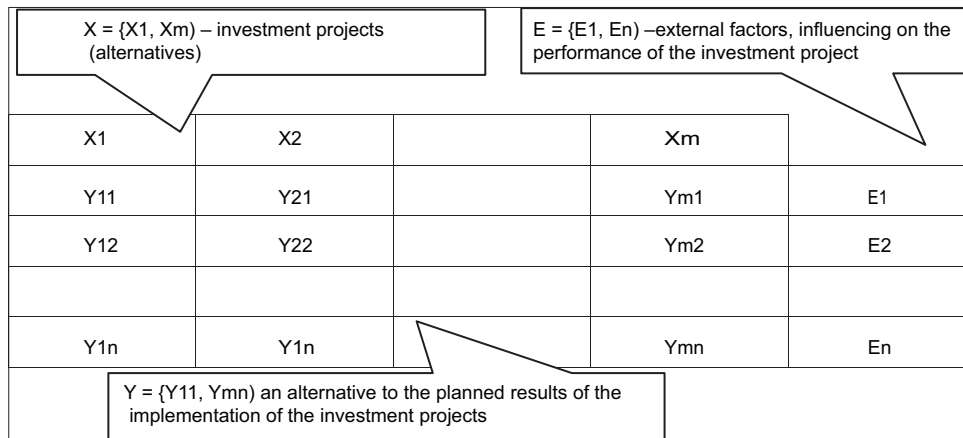 X = {X1, Xm) – investment projects
(alternatives)
E = {E1, En) –external factors, influencing on the
performance of the investment project
X1 X2 Xm
Y11 Y21 Ym1 E1
Y12 Y22 Ym2 E2
Y1n Y1n Ymn En
Y = {Y11, Ymn) an alternative to the planned results of the
implementation of the investment projects